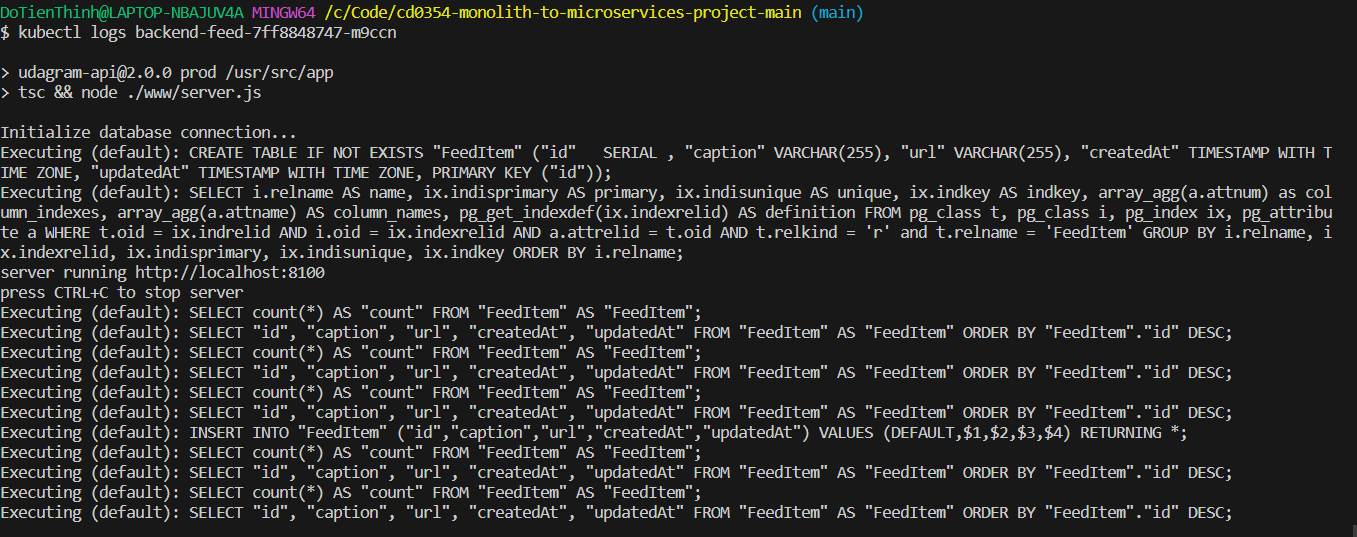 DoTienThinh@LAPTOP-NBAJUV4A MINGW64 /c/Code/cd0354-monolith-to-microservices-project-main (main)
$ kubectl logs backend-feed-7ff8848747-m9ccn
> udagram-api@2.0.0 prod /usr/src/app
> tsc && node ./www/server.js
Initialize database connection...
Executing (default): CREATE TABLE IF NOT EXISTS "FeedItem" ("id"   SERIAL , "caption" VARCHAR(255), "url" VARCHAR(255), "createdAt" TIMESTAMP WITH T
IME ZONE, "updatedAt" TIMESTAMP WITH TIME ZONE, PRIMARY KEY ("id"));
Executing (default): SELECT i.relname AS name, ix.indisprimary AS primary, ix.indisunique AS unique, ix.indkey AS indkey, array_agg(a.attnum) as col
umn_indexes, array_agg(a.attname) AS column_names, pg_get_indexdef(ix.indexrelid) AS definition FROM pg_class t, pg_class i, pg_index ix, pg_attribu
te a WHERE t.oid = ix.indrelid AND i.oid = ix.indexrelid AND a.attrelid = t.oid AND t.relkind = 'r' and t.relname = 'FeedItem' GROUP BY i.relname, i
x.indexrelid, ix.indisprimary, ix.indisunique, ix.indkey ORDER BY i.relname;
server running http://localhost:8100
press CTRL+C to stop server
Executing (default): SELECT count(*) AS "count" FROM "FeedItem" AS "FeedItem";
Executing (default): SELECT "id", "caption", "url", "createdAt", "updatedAt" FROM "FeedItem" AS "FeedItem" ORDER BY "FeedItem"."id" DESC;
Executing (default): SELECT count(*) AS "count" FROM "FeedItem" AS "FeedItem";
Executing (default): SELECT "id", "caption", "url", "createdAt", "updatedAt" FROM "FeedItem" AS "FeedItem" ORDER BY "FeedItem"."id" DESC;
Executing (default): SELECT count(*) AS "count" FROM "FeedItem" AS "FeedItem";
Executing (default): SELECT "id", "caption", "url", "createdAt", "updatedAt" FROM "FeedItem" AS "FeedItem" ORDER BY "FeedItem"."id" DESC;
Executing (default): INSERT INTO "FeedItem" ("id","caption","url","createdAt","updatedAt") VALUES (DEFAULT,$1,$2,$3,$4) RETURNING *;
Executing (default): SELECT count(*) AS "count" FROM "FeedItem" AS "FeedItem";
Executing (default): SELECT "id", "caption", "url", "createdAt", "updatedAt" FROM "FeedItem" AS "FeedItem" ORDER BY "FeedItem"."id" DESC;
Executing (default): SELECT count(*) AS "count" FROM "FeedItem" AS "FeedItem";
Executing (default): SELECT "id", "caption", "url", "createdAt", "updatedAt" FROM "FeedItem" AS "FeedItem" ORDER BY "FeedItem"."id" DESC;